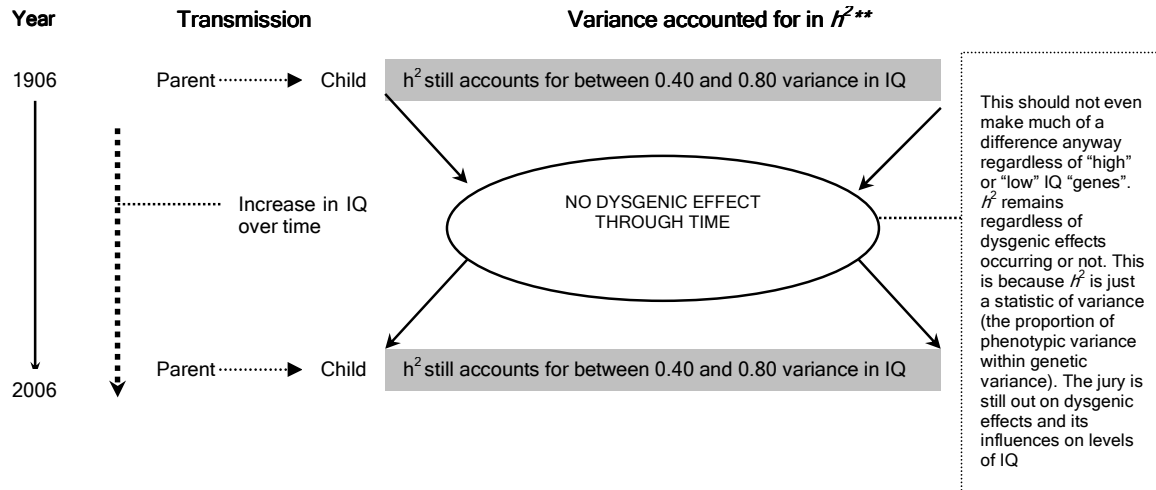 Year
Transmission
Variance accounted for in h²**
1906
Parent
Child
h² still accounts for between 0.40 and 0.80 variance in IQ
Increase in IQ
over time
NO DYSGENIC EFFECT
THROUGH TIME
2006
Parent
Child
h² still accounts for between 0.40 and 0.80 variance in IQ
This should not even
make much of a
difference anyway
regardless of “high”
or “low” IQ “genes”.
h² remains
regardless of
dysgenic effects
occurring or not. This
is because h² is just
a statistic of variance
(the proportion of
phenotypic variance
within genetic
variance). The jury is
still out on dysgenic
effects and its
influences on levels
of IQ